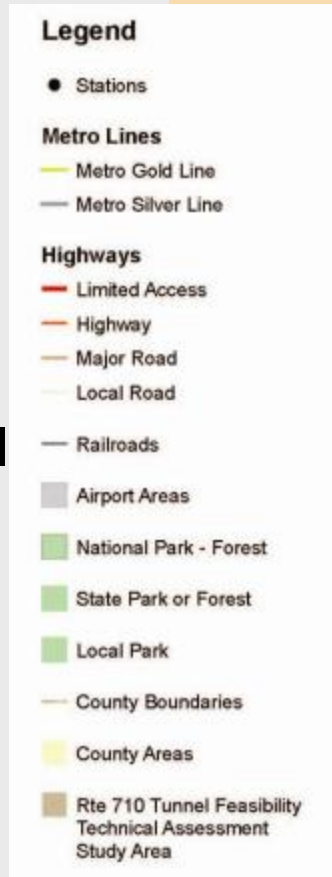 Legend
Stations
Metro Lines
Metro Gold Line
Metro Silver Line
Highways
Limited Access
Highway
Major Road
Local Road
Railroads
Airport Areas
National Park - Forest
State Park or Forest
Local Park
County Boundaries
County Areas
Rte 710 Tunnel Feasibility
Technical Assessment
Study Area